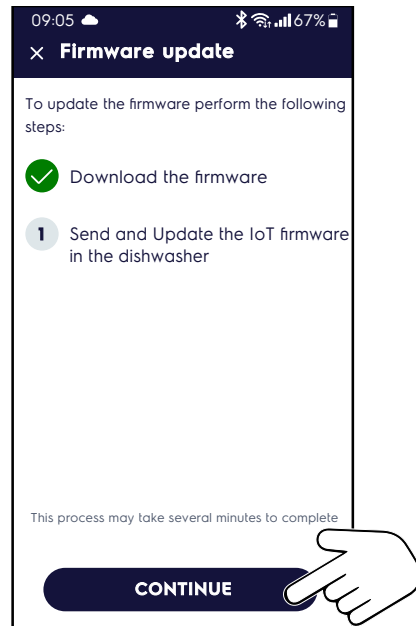 09:05 67%
× Firmware update
To update the firmware perform the following
steps:
Download the firmware
1 Send and Update the IoT firmware
in the dishwasher
This process may take several minutes to complete
CONTINUE